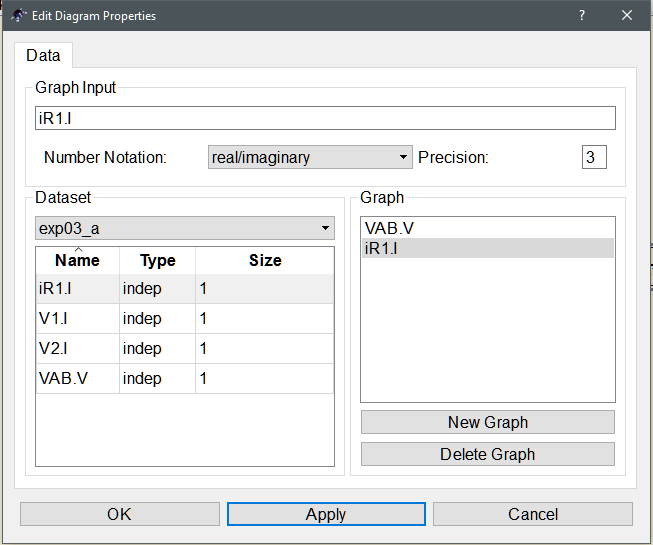 Edit Diagram Properties
?
Data
Graph Input
iR1.I
Number Notation: real/imaginary Precision: 3
Dataset
exp03_a
Name Type Size
iR1.I indep 1
V1.I indep 1
V2.I indep 1
VAB.V indep 1
Graph
VAB.V
iR1.I
New Graph
Delete Graph
OK Apply Cancel